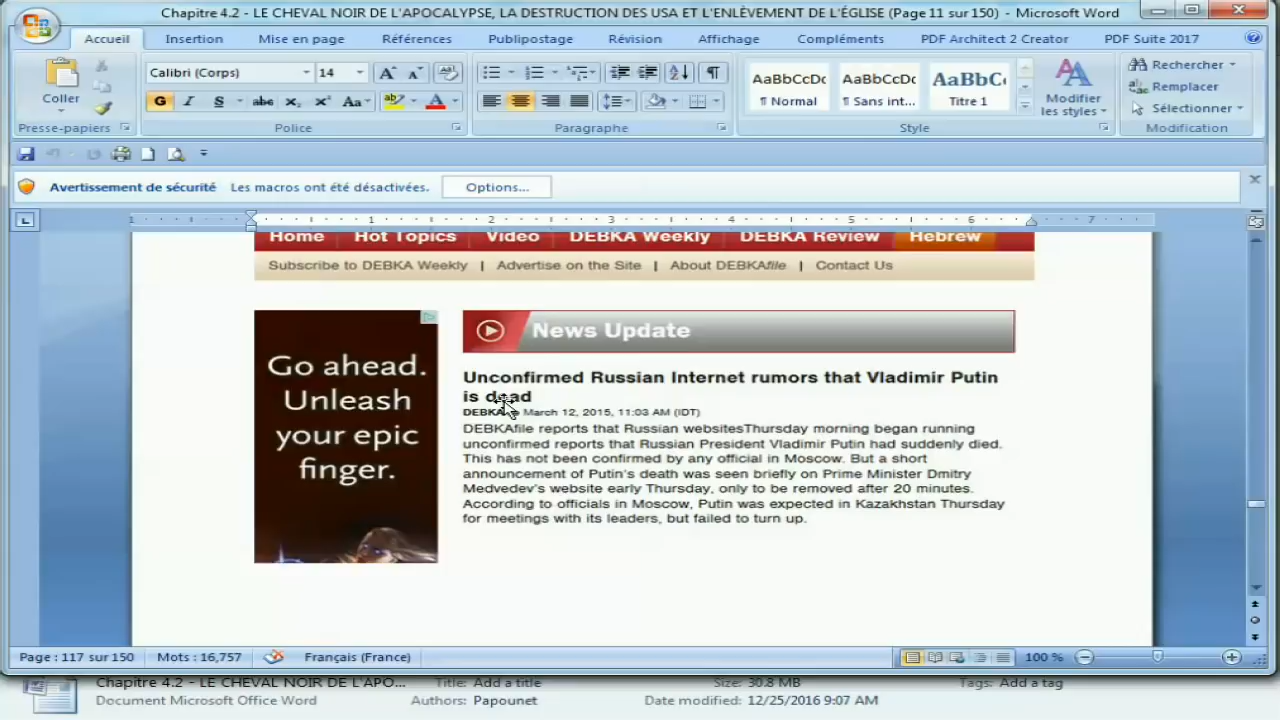 Chapitre 4.2 - LE CHEVAL NOIR DE L'APOCALYPSE, LA DESTRUCTION DES USA ET L'ENLÈVEMENT DE L'ÉGLISE (Page 11 sur 150) - Microsoft Word
Accueil Insertion Mise en page Références Publipostage Révision Affichage Compléments PDF Architect 2 Creator PDF Suite 2017
Coller
Calibri (Corps) 14
G I S abc x₂ x² Aa
AaBbCcDc AaBbCcDc AaBbC
¶ Normal ¶ Sans int... Titre 1
Modifier les styles
Rechercher
Remplacer
Sélectionner
Presse-papiers Police Paragraphe Style Modification
Avertissement de sécurité Les macros ont été désactivées. Options...
1 1 2 3 4 5 6 7
Home Hot Topics Video DEBKA Weekly DEBKA Review Hebrew
Subscribe to DEBKA Weekly | Advertise on the Site | About DEBKAfile | Contact Us
Go ahead.
Unleash
your epic
finger.
News Update
Unconfirmed Russian Internet rumors that Vladimir Putin
is dead
March 12, 2015, 11:03 AM (IDT)
DEBKAfile reports that Russian websitesThursday morning began running
unconfirmed reports that Russian President Vladimir Putin had suddenly died.
This has not been confirmed by any official in Moscow. But a short
announcement of Putin's death was seen briefly on Prime Minister Dmitry
Medvedev's website early Thursday, only to be removed after 20 minutes.
According to officials in Moscow, Putin was expected in Kazakhstan Thursday
for meetings with its leaders, but failed to turn up.
Page : 117 sur 150 Mots : 16,757 Français (France) 100 %
Chapitre 4.2 - LE CHEVAL NOIR DE L'APO... Title: Add a title Size: 30.8 MB Tags: Add a tag
Document Microsoft Office Word Authors: Papounet Date modified: 12/25/2016 9:07 AM